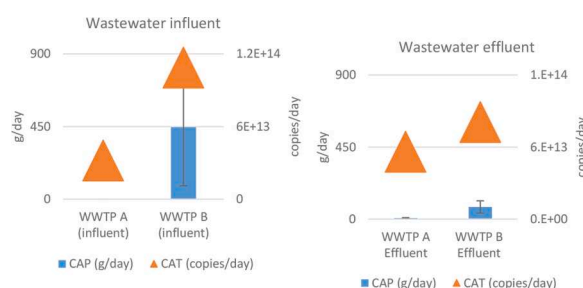 Wastewater influent
900
450
0
g/day
1.2E+14
6E+13
0
copies/day
WWTP A
(influent)
WWTP B
(influent)
CAP (g/day)
CAT (copies/day)
Wastewater effluent
900
450
0
g/day
1.E+14
6.E+13
0.E+00
copies/day
WWTP A
Effluent
WWTP B
Effluent
CAP (g/day)
CAT (copies/day)